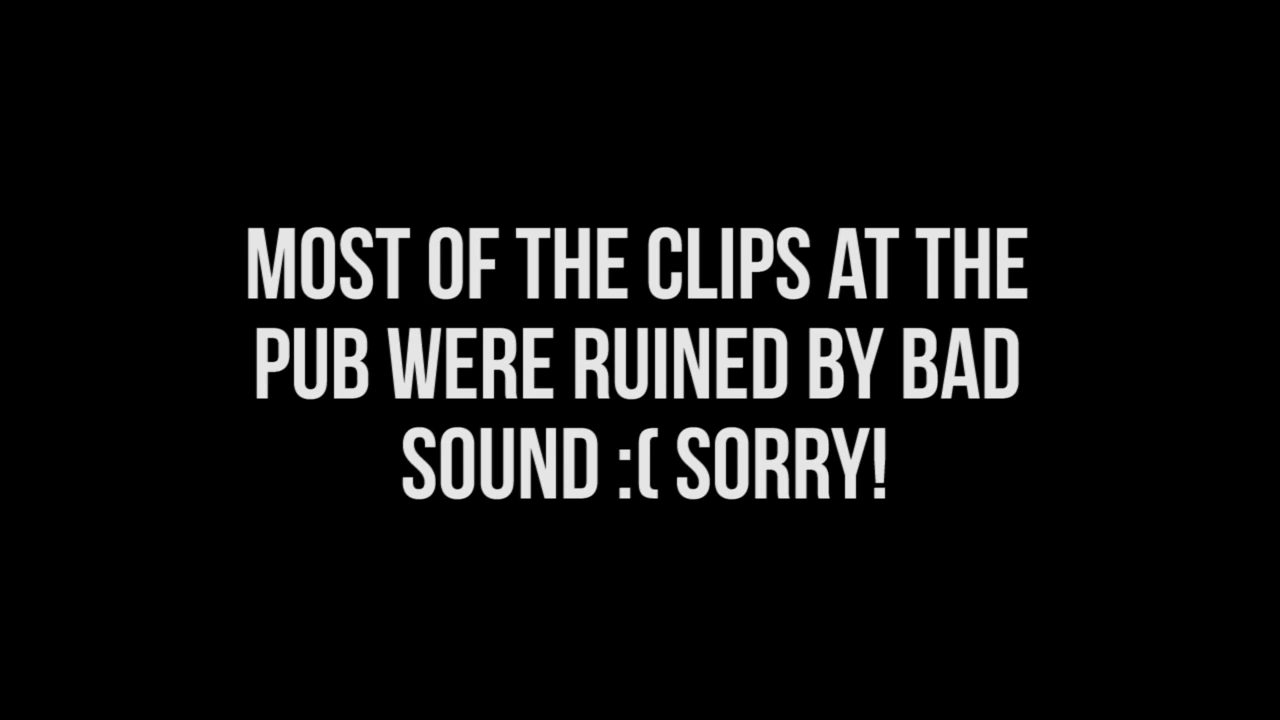 MOST OF THE CLIPS AT THE
PUB WERE RUINED BY BAD
SOUND :( SORRY!